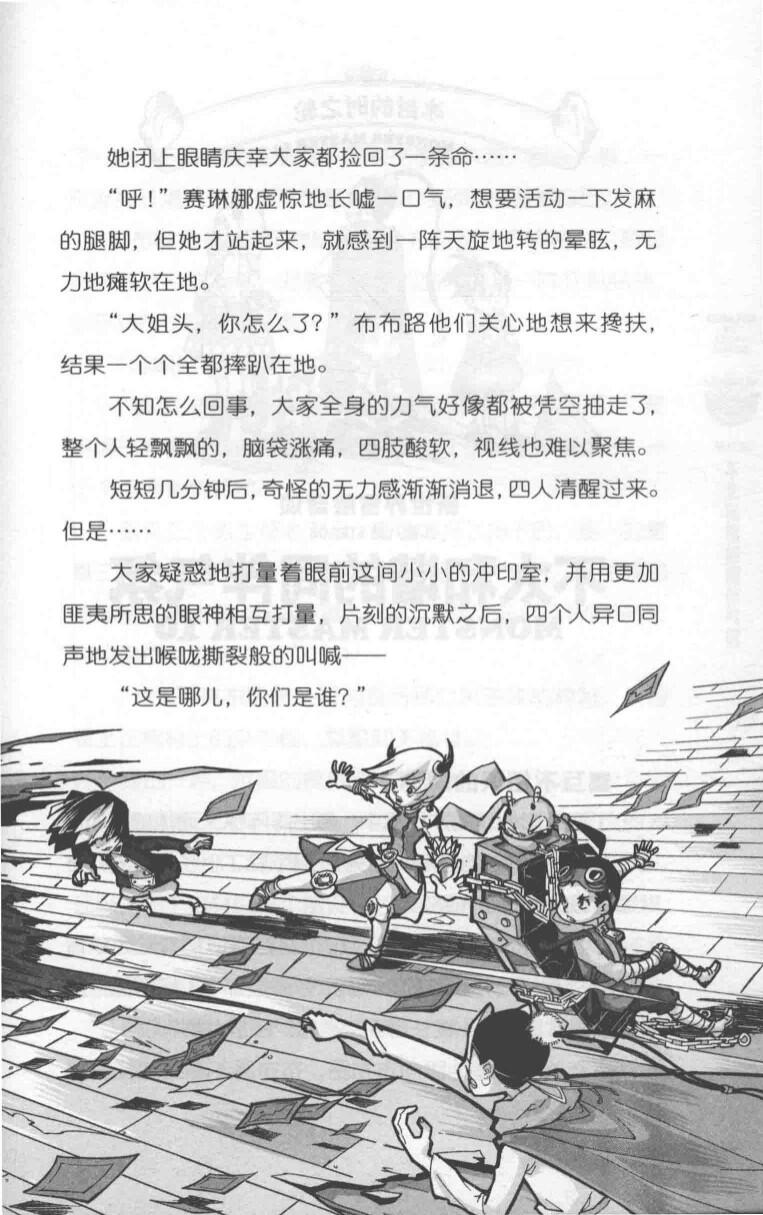 她闭上眼睛庆幸大家都捡回了一条命……
“呼！”赛琳娜虚惊地长嘘一口气，想要活动一下发麻
的腿脚，但她才站起来，就感到一阵天旋地转的晕眩，无
力地瘫软在地。
“大姐头，你怎么了？”布布路他们关心地想来搀扶，
结果一个个全都摔趴在地。
不知怎么回事，大家全身的力气好像都被凭空抽走了，
整个人轻飘飘的，脑袋涨痛，四肢酸软，视线也难以聚焦。
短短几分钟后，奇怪的无力感渐渐消退，四人清醒过来。
但是……
大家疑惑地打量着眼前这间小小的冲印室，并用更加
匪夷所思的眼神相互打量，片刻的沉默之后，四个人异口同
声地发出喉咙撕裂般的叫喊——
“这是哪儿，你们是谁？”